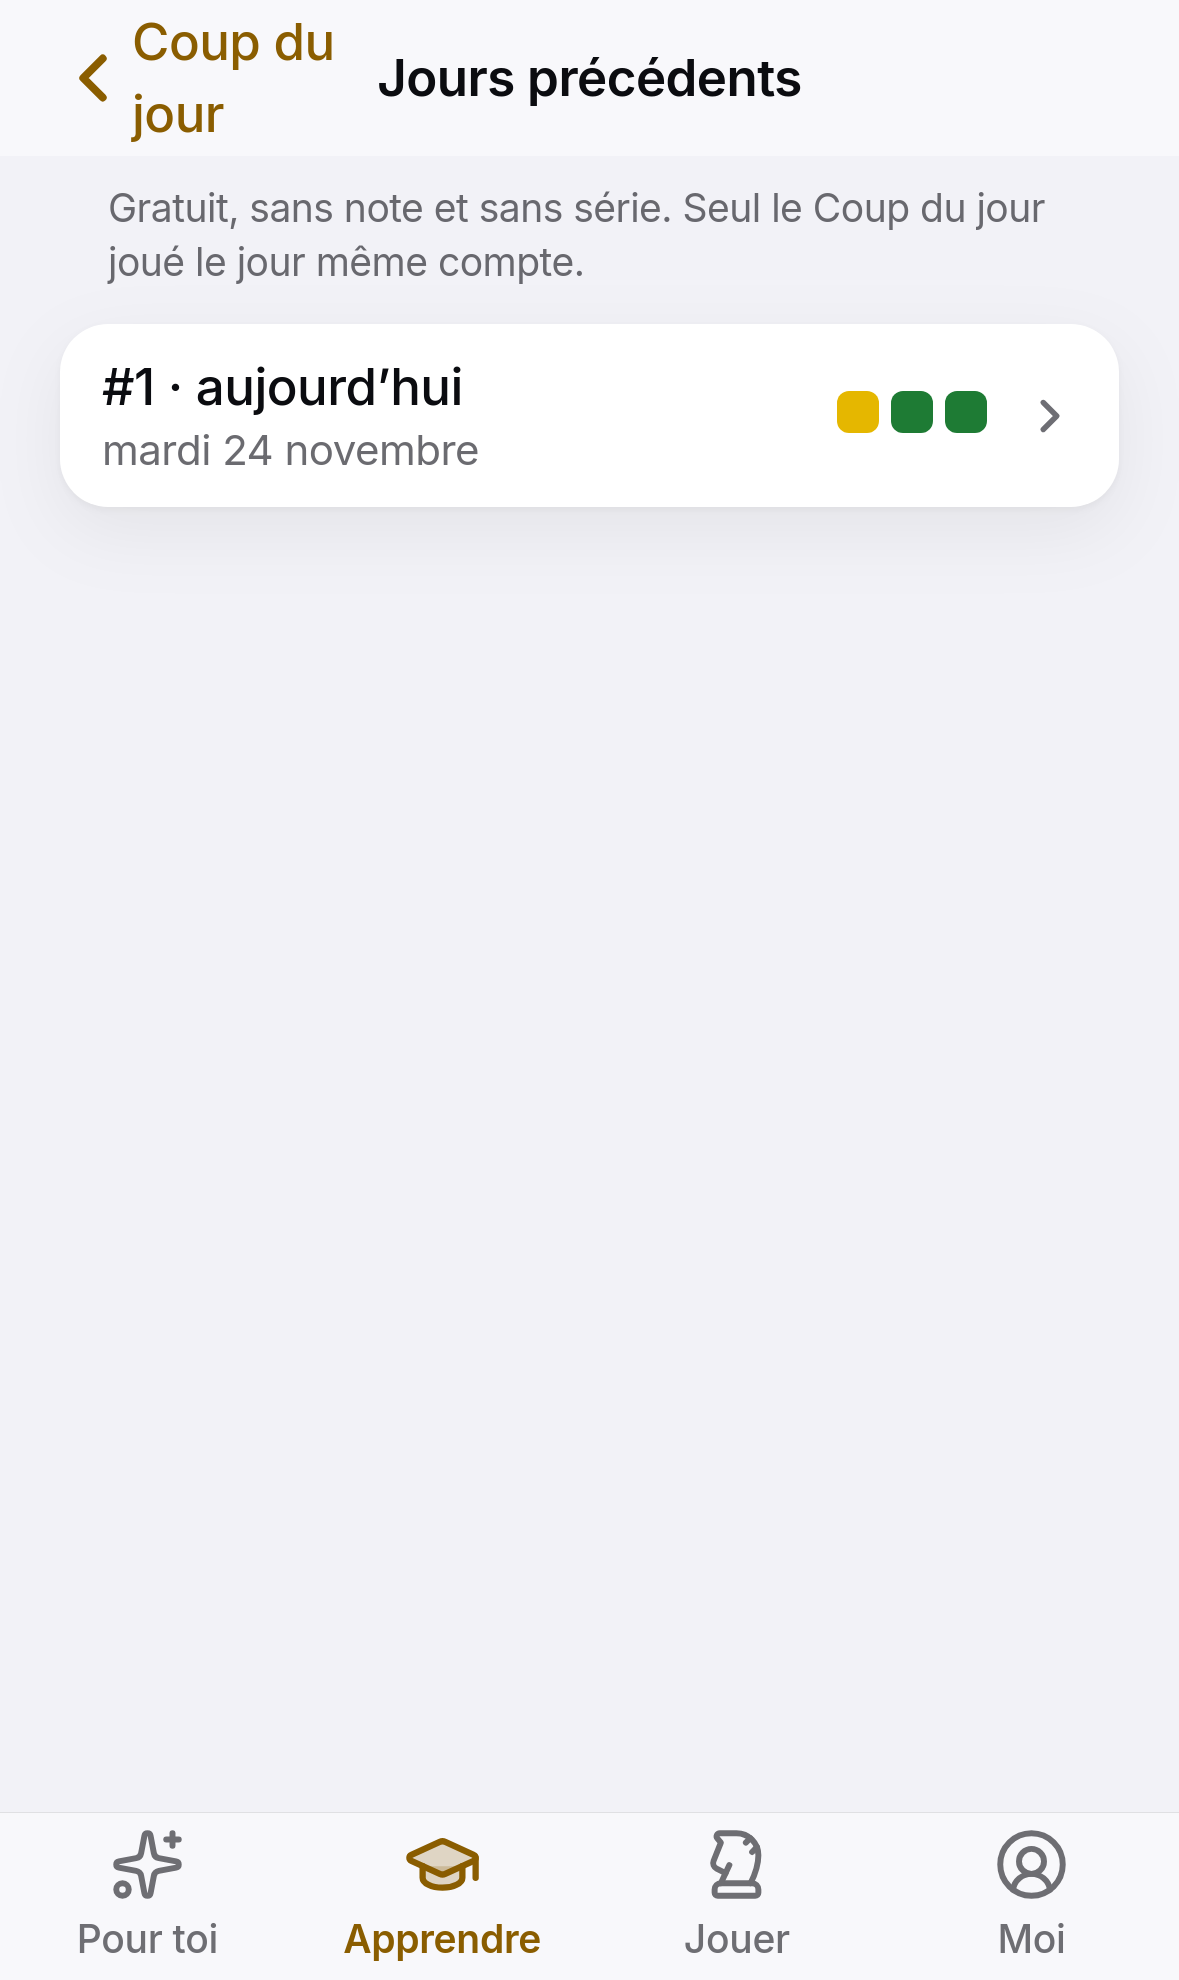 Coup du
jour
Jours précédents
Gratuit, sans note et sans série. Seul le Coup du jour
joué le jour même compte.
#1 · aujourd’hui
mardi 24 novembre
Pour toi
Apprendre
Jouer
Moi